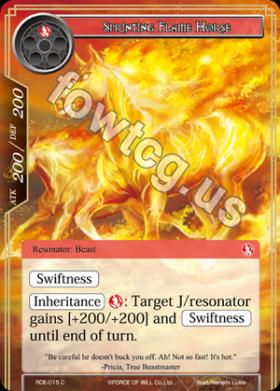 Sprinting Flame Horse
ATK 200/DEF 200
fowtcg.us
Resonator: Beast
Swiftness
Inheritance : Target J/resonator
gains [+200/+200] and Swiftness
until end of turn.
"Be careful he doesn't buck you off. Ah! Not so fast! It's hot."
-Pricia, True Beastmaster
RDE-015 C
©FORCE OF WILL Co.,Ltd.